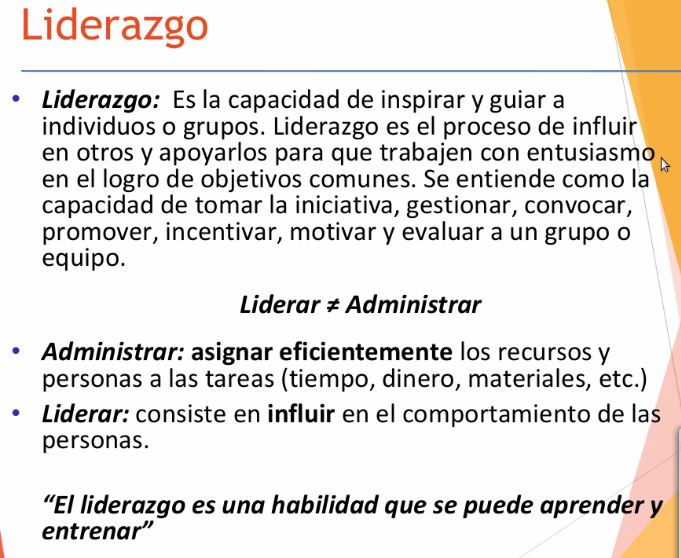 Liderazgo
• Liderazgo: Es la capacidad de inspirar y guiar a
individuos o grupos. Liderazgo es el proceso de influir
en otros y apoyarlos para que trabajen con entusiasmo
en el logro de objetivos comunes. Se entiende como la
capacidad de tomar la iniciativa, gestionar, convocar,
promover, incentivar, motivar y evaluar a un grupo o
equipo.
Liderar ≠ Administrar
• Administrar: asignar eficientemente los recursos y
personas a las tareas (tiempo, dinero, materiales, etc.)
• Liderar: consiste en influir en el comportamiento de las
personas.
“El liderazgo es una habilidad que se puede aprender y
entrenar”